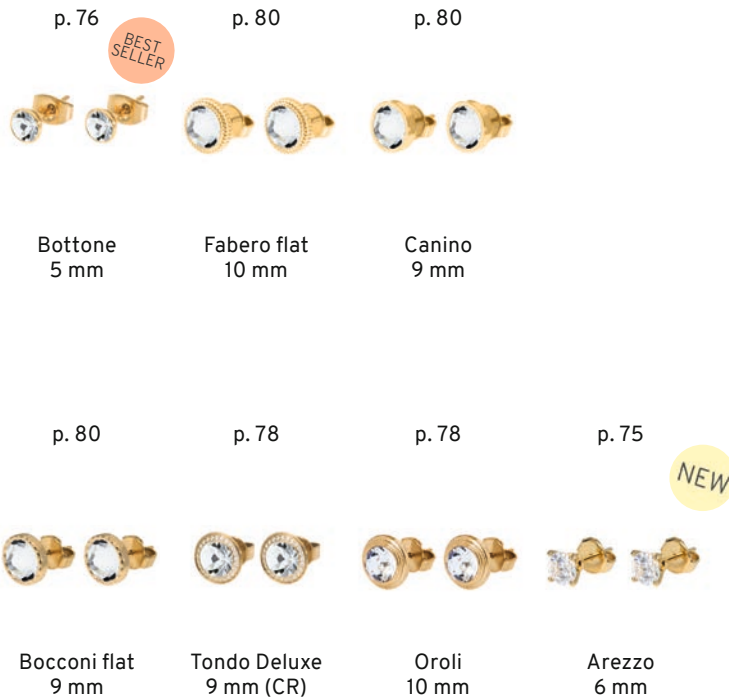 p. 76
p. 80
p. 80
BEST
SELLER
Bottone
5 mm
Fabero flat
10 mm
Canino
9 mm
p. 80
p. 78
p. 78
p. 75
NEW
Bocconi flat
9 mm
Tondo Deluxe
9 mm (CR)
Oroli
10 mm
Arezzo
6 mm